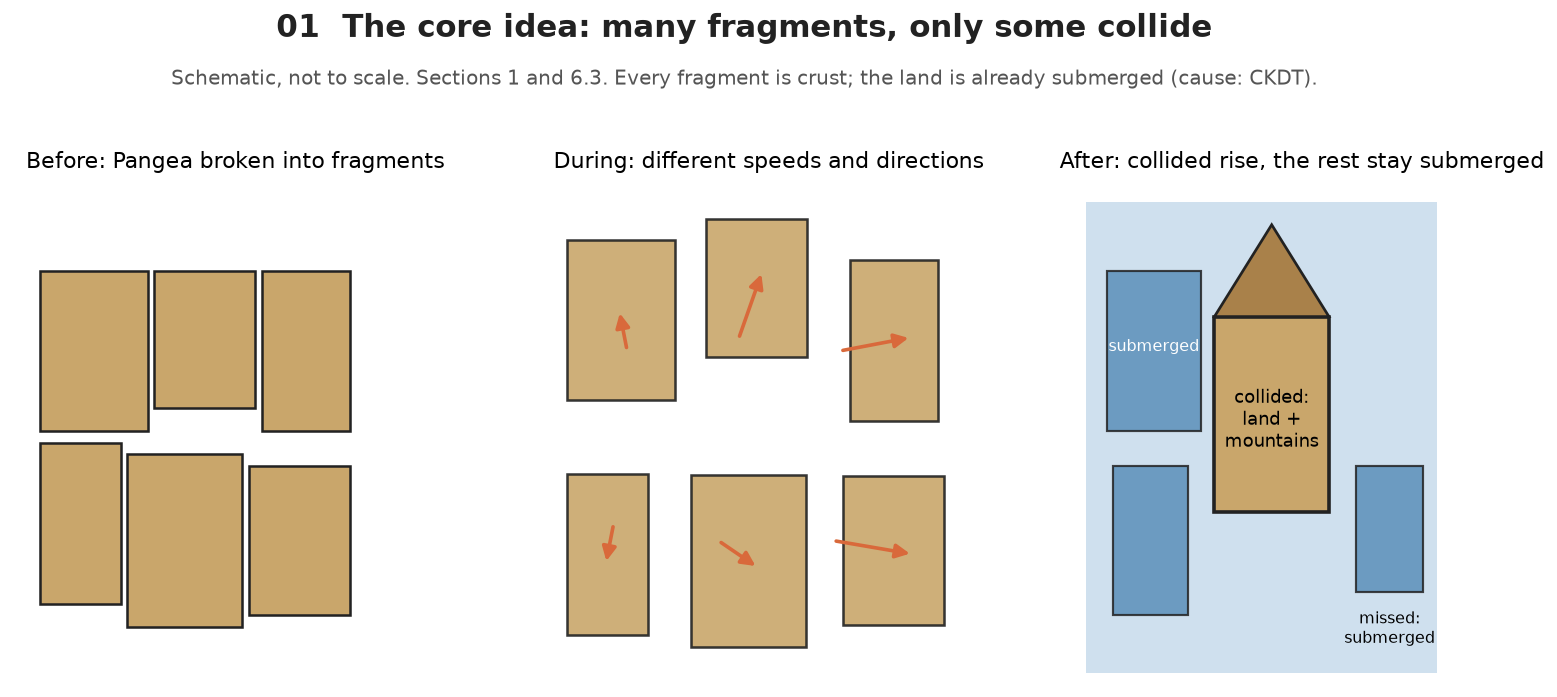 01 The core idea: many fragments, only some collide
Schematic, not to scale. Sections 1 and 6.3. Every fragment is crust; the land is already submerged (cause: CKDT).
Before: Pangea broken into fragments
During: different speeds and directions
After: collided rise, the rest stay submerged
submerged
collided:
land +
mountains
missed:
submerged